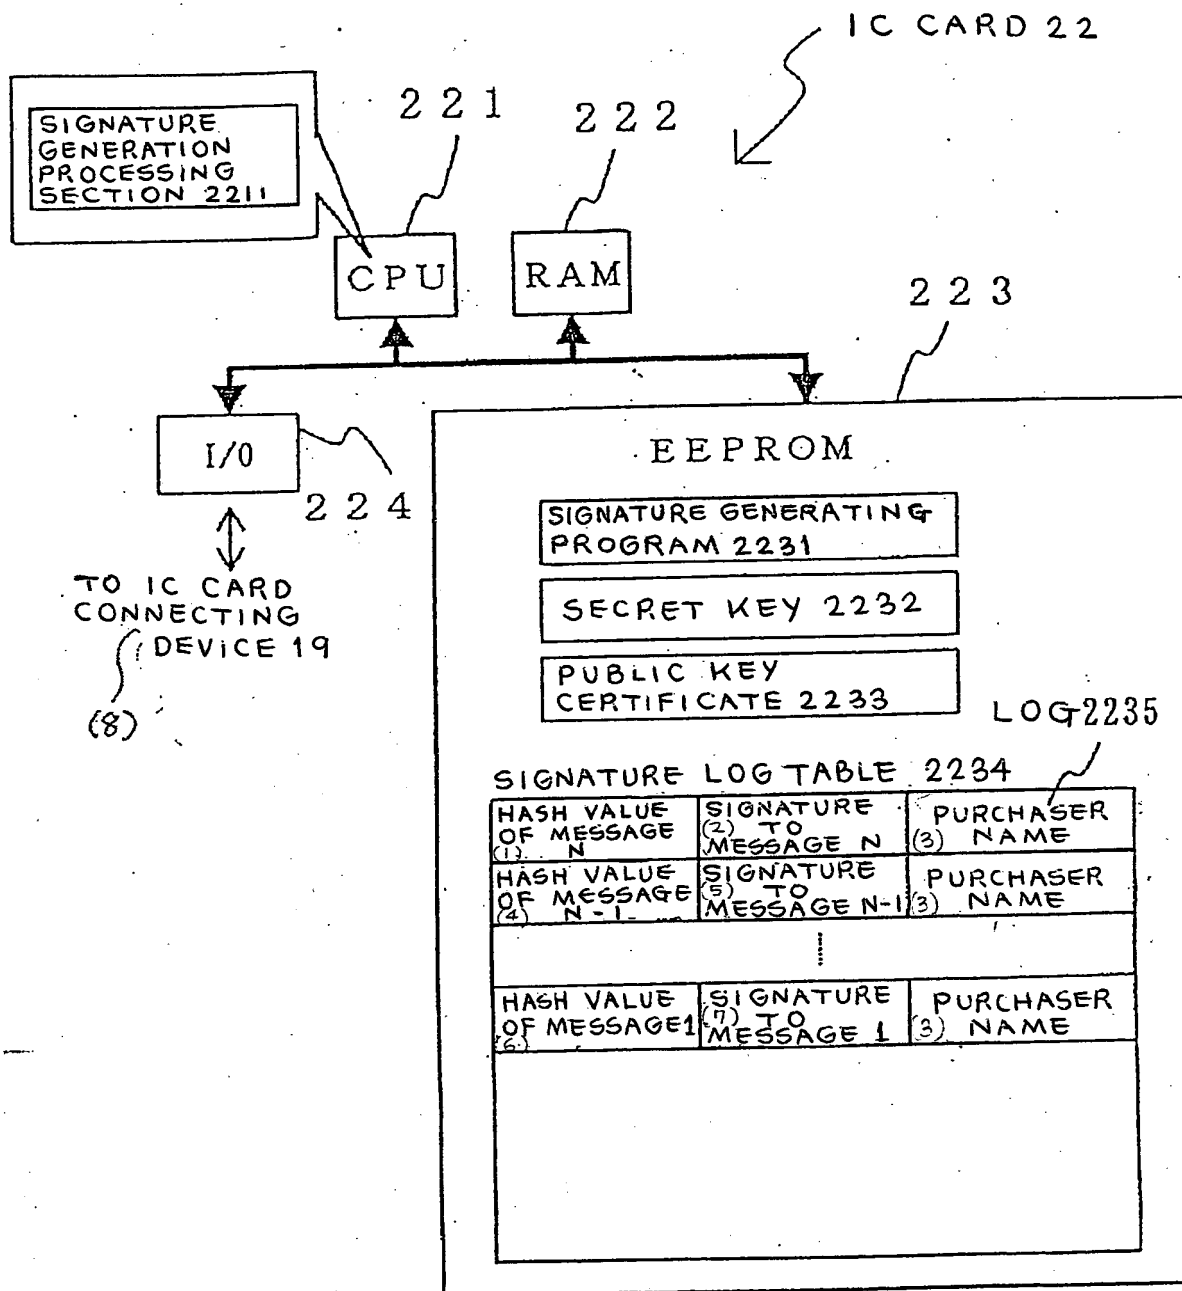 IC CARD 22
SIGNATURE
GENERATION
PROCESSING
SECTION 2211
221
222
CPU
RAM
223
I/O
224
TO IC CARD
CONNECTING
DEVICE 19
(8)
EEPROM
SIGNATURE GENERATING
PROGRAM 2231
SECRET KEY 2232
PUBLIC KEY
CERTIFICATE 2233
LOG2235
SIGNATURE LOG TABLE 2234
HASH VALUE
OF MESSAGE
(1) N
SIGNATURE
(2) TO
MESSAGE N
PURCHASER
(3) NAME
HASH VALUE
OF MESSAGE
(4) N-1
SIGNATURE
(5) TO
MESSAGE N-1
PURCHASER
(3) NAME
HASH VALUE
OF MESSAGE1
(6)
SIGNATURE
(7) TO
MESSAGE 1
PURCHASER
(3) NAME